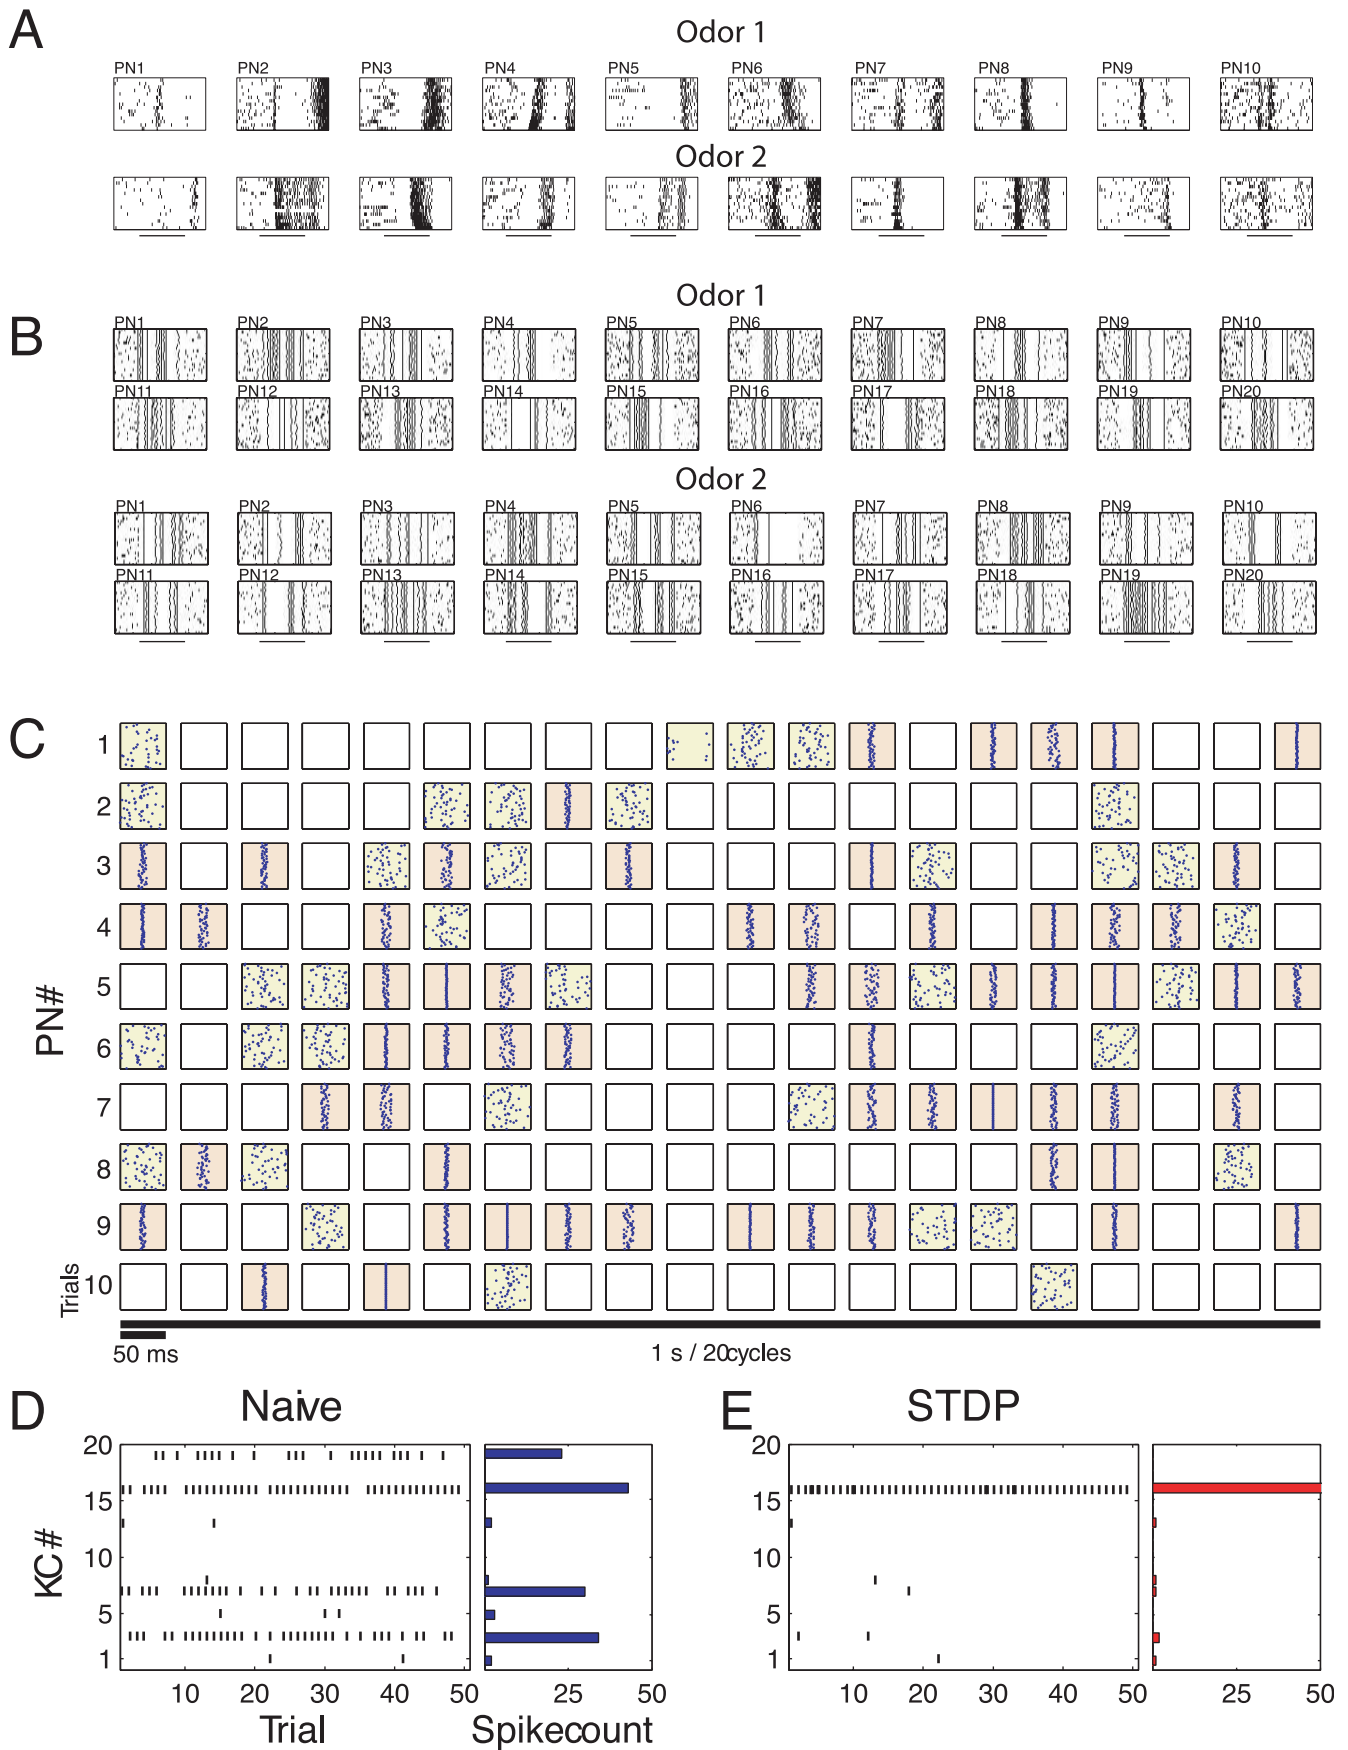 A
Odor 1
PN1 PN2 PN3 PN4 PN5 PN6 PN7 PN8 PN9 PN10
Odor 2
Odor 1
B
PN1 PN2 PN3 PN4 PN5 PN6 PN7 PN8 PN9 PN10
PN11 PN12 PN13 PN14 PN15 PN16 PN17 PN18 PN19 PN20
Odor 2
PN1 PN2 PN3 PN4 PN5 PN6 PN7 PN8 PN9 PN10
PN11 PN12 PN13 PN14 PN15 PN16 PN17 PN18 PN19 PN20
C
PN#
1
2
3
4
5
6
7
8
9
10
Trials
50 ms
1 s / 20cycles
D
Naive
KC#
20
15
10
5
1
10 20 30 40 50
Trial
25 50
Spikecount
E
STDP
20
15
10
5
1
10 20 30 40 50
25 50